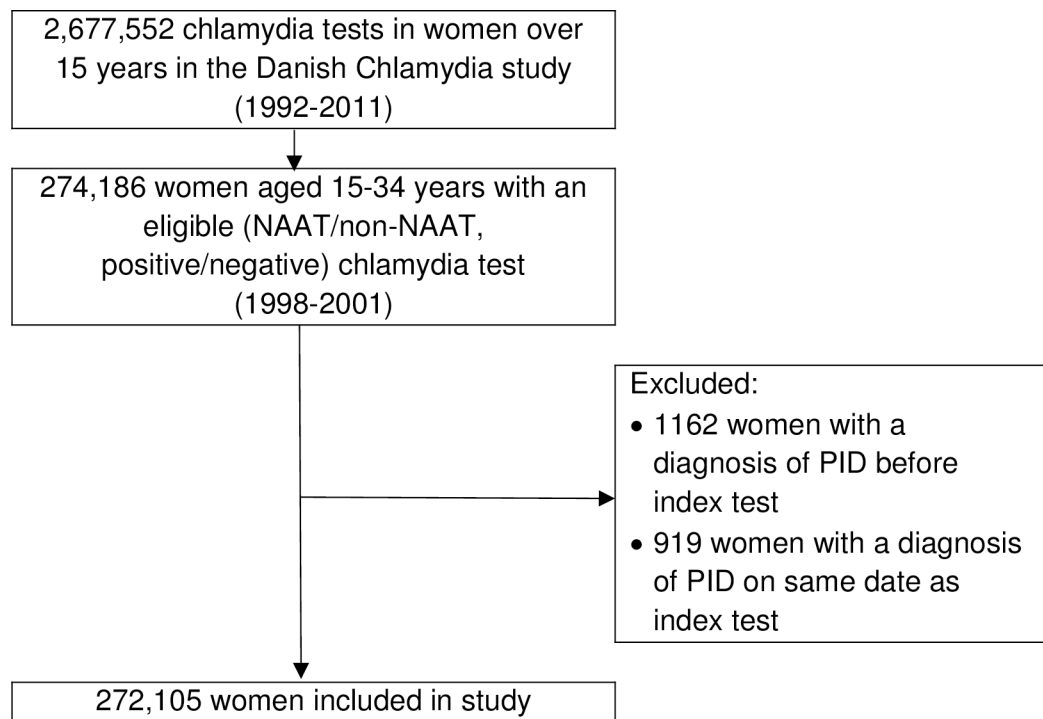 2,677,552 chlamydia tests in women over
15 years in the Danish Chlamydia study
(1992-2011)
274,186 women aged 15-34 years with an
eligible (NAAT/non-NAAT,
positive/negative) chlamydia test
(1998-2001)
Excluded:
• 1162 women with a
diagnosis of PID before
index test
• 919 women with a diagnosis
of PID on same date as
index test
272,105 women included in study